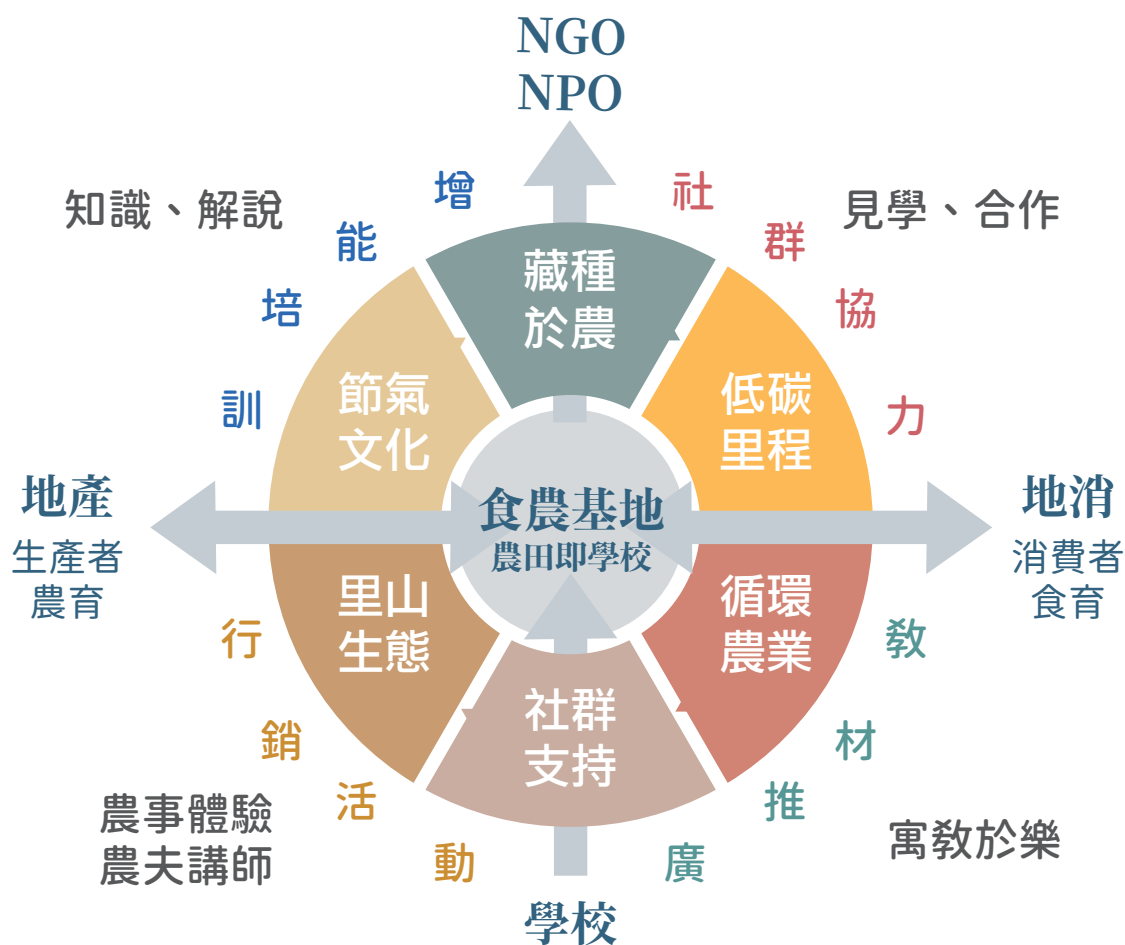 NGO
NPO
知識、解說
增能培訓
社群協力
見學、合作
藏種
於農
節氣
文化
低碳
里程
地產
生產者
農育
食農基地
農田即學校
地消
消費者
食育
里山
生態
循環
農業
社群
支持
行銷活動
教材推廣
農事體驗
農夫講師
寓教於樂
學校